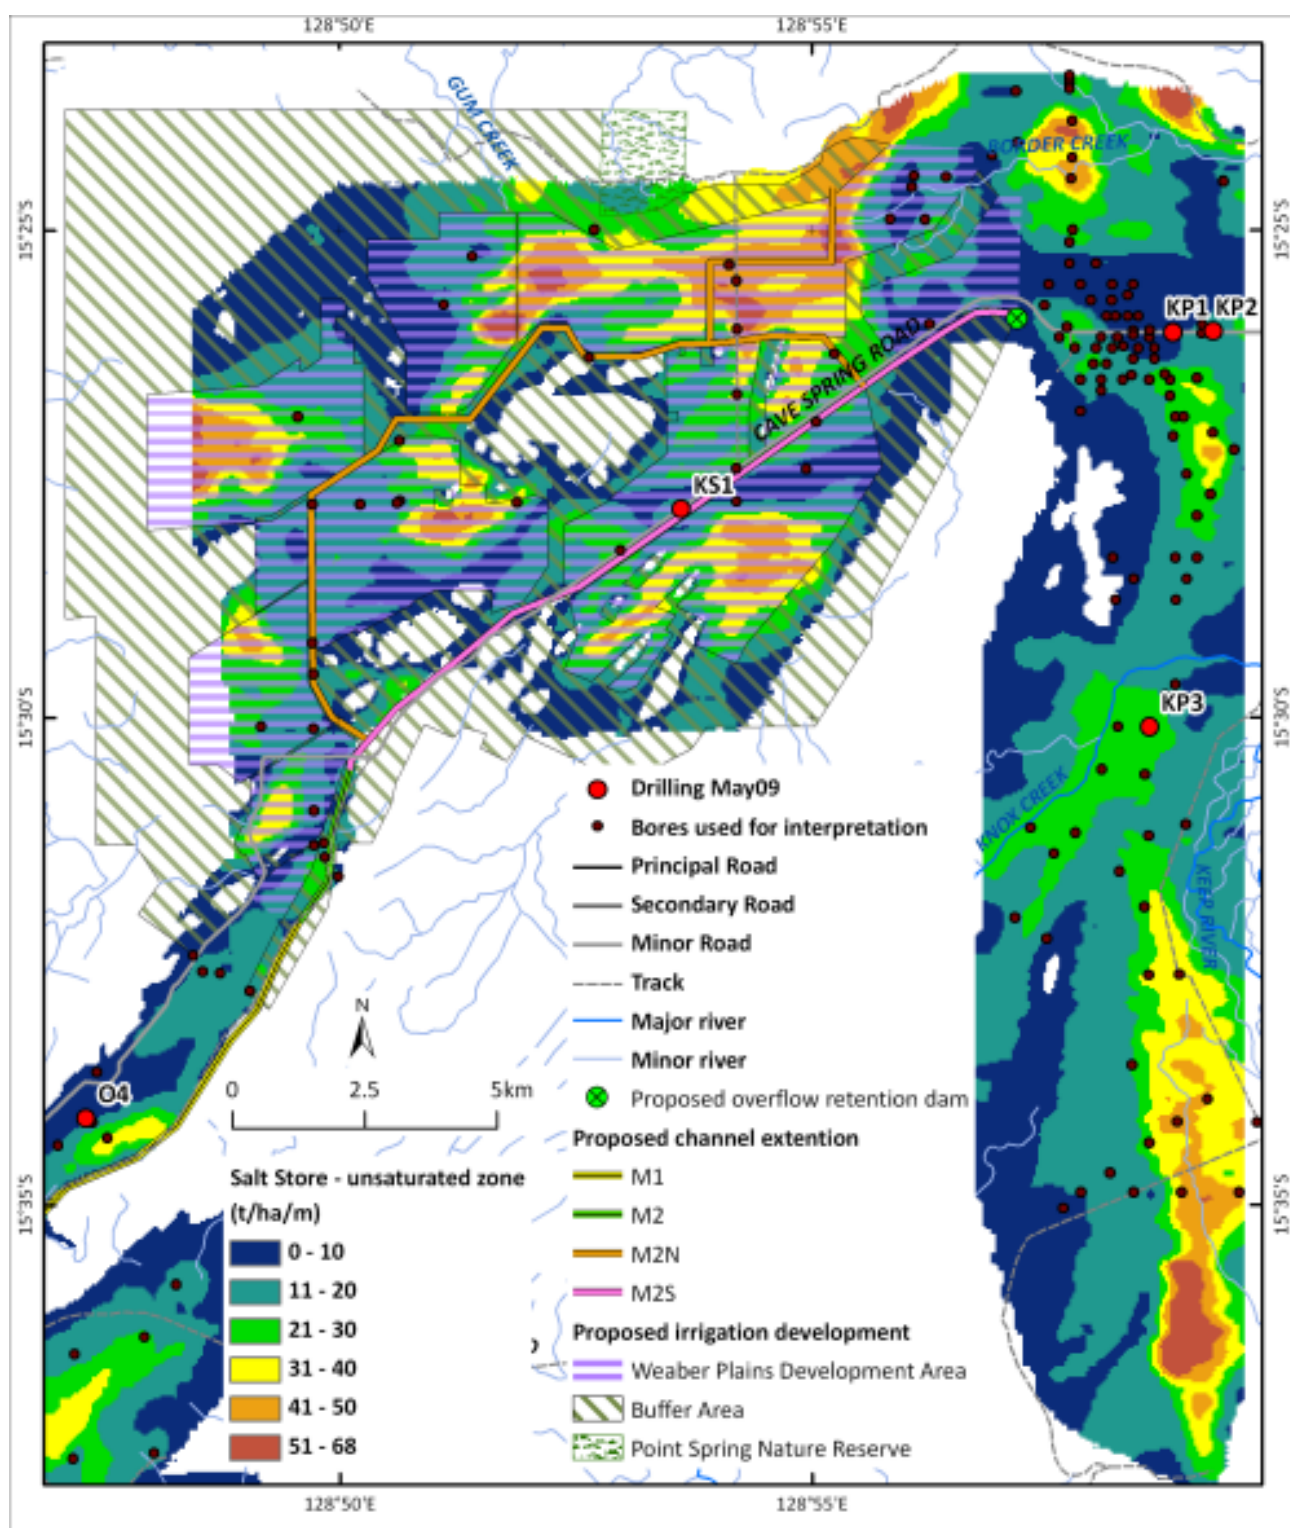 128°50'E
128°55'E
GUM CREEK
BORDER CREEK
15°25'S
15°25'S
KP1
KP2
CAVE SPRING ROAD
KS1
15°30'S
15°30'S
KP3
KNOX CREEK
KEEP RIVER
Drilling May09
Bores used for interpretation
Principal Road
Secondary Road
Minor Road
Track
Major river
Minor river
Proposed overflow retention dam
N
0 2.5 5km
O4
Proposed channel extention
M1
M2
M2N
M2S
15°35'S
15°35'S
Salt Store - unsaturated zone
(t/ha/m)
0 - 10
11 - 20
21 - 30
31 - 40
41 - 50
51 - 68
Proposed irrigation development
Weaber Plains Development Area
Buffer Area
Point Spring Nature Reserve
128°50'E
128°55'E